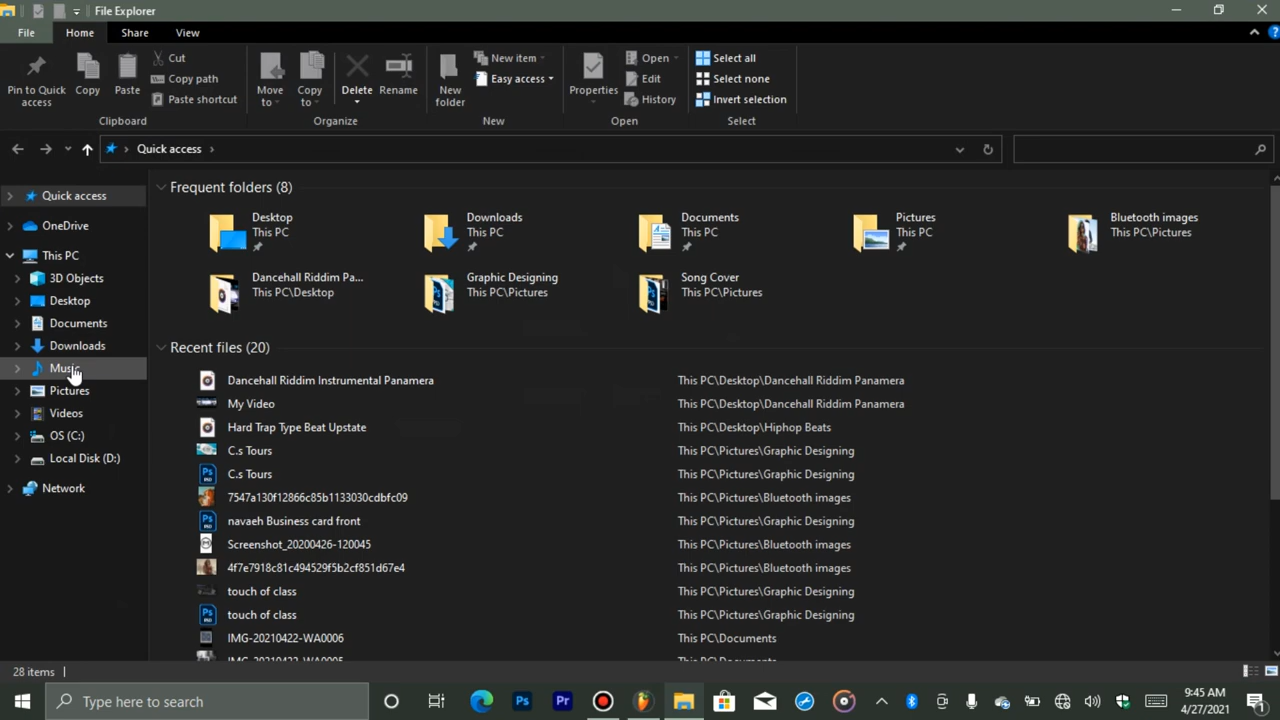 File Explorer
File Home Share View
Pin to Quick access
Copy
Paste
Cut
Copy path
Paste shortcut
Clipboard
Move to
Copy to
Delete
Rename
Organize
New folder
New item
Easy access
New
Properties
Open
Edit
History
Open
Select all
Select none
Invert selection
Select
Quick access
Quick access
OneDrive
This PC
3D Objects
Desktop
Documents
Downloads
Music
Pictures
Videos
OS (C:)
Local Disk (D:)
Network
Frequent folders (8)
Desktop
This PC
Downloads
This PC
Documents
This PC
Pictures
This PC
Bluetooth images
This PC\Pictures
Dancehall Riddim Pa...
This PC\Desktop
Graphic Designing
This PC\Pictures
Song Cover
This PC\Pictures
Recent files (20)
Dancehall Riddim Instrumental Panamera This PC\Desktop\Dancehall Riddim Panamera
My Video This PC\Desktop\Dancehall Riddim Panamera
Hard Trap Type Beat Upstate This PC\Desktop\Hiphop Beats
C.s Tours This PC\Pictures\Graphic Designing
C.s Tours This PC\Pictures\Graphic Designing
7547a130f12866c85b1133030cdbfc09 This PC\Pictures\Bluetooth images
navaeh Business card front This PC\Pictures\Graphic Designing
Screenshot_20200426-120045 This PC\Pictures\Bluetooth images
4f7e7918c81c494529f5b2cf851d67e4 This PC\Pictures\Bluetooth images
touch of class This PC\Pictures\Graphic Designing
touch of class This PC\Pictures\Graphic Designing
IMG-20210422-WA0006 This PC\Documents
IMG-20210422-WA0005 This PC\Documents
28 items
Type here to search
Ps
Pr
9:45 AM
4/27/2021
1